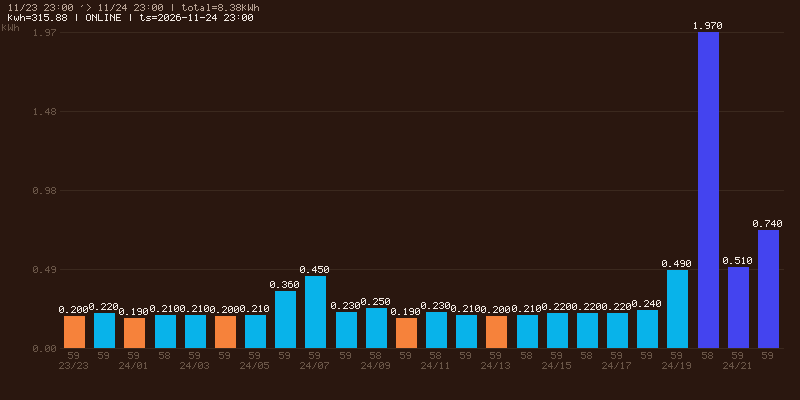 11/23 23:00 -> 11/24 23:00 | total=8.38kWh
Kwh=315.88 | ONLINE | ts=2026-11-24 23:00
kWh
1.97
1.48
0.98
0.49
0.00
0.200 0.220 0.190 0.210 0.210 0.200 0.210 0.360 0.450 0.230 0.250 0.190 0.230 0.210 0.200 0.210 0.220 0.220 0.220 0.240 0.490 1.970 0.510 0.740
59 59 59 58 59 59 59 59 59 59 58 59 58 59 59 58 59 58 59 59 59 58 59 59
23/23 24/01 24/03 24/05 24/07 24/09 24/11 24/13 24/15 24/17 24/19 24/21